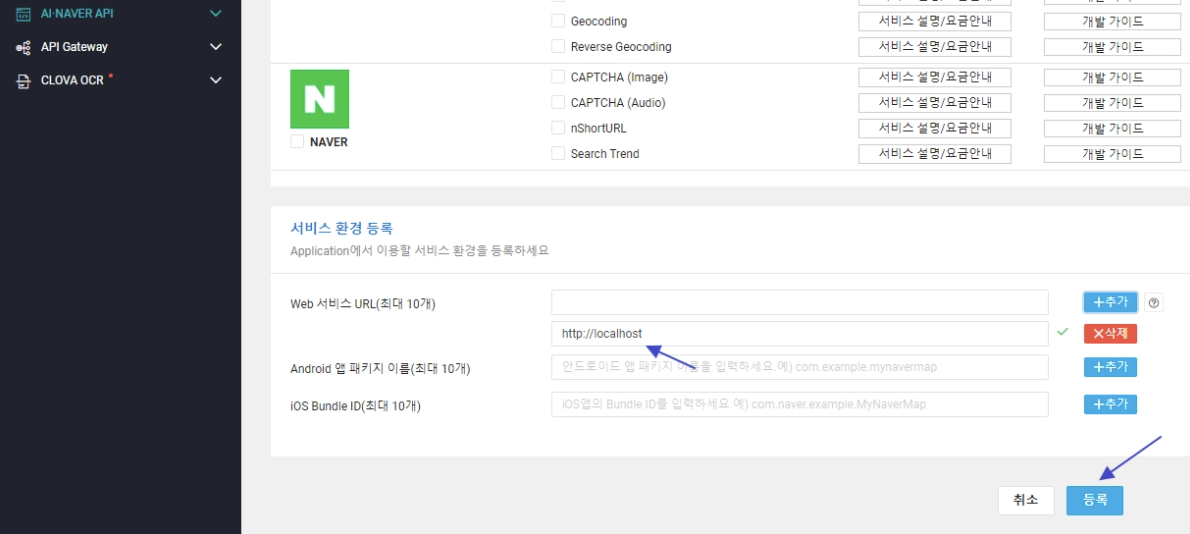 AI·NAVER API
API Gateway
CLOVA OCR
Geocoding 서비스 설명/요금안내 개발 가이드
Reverse Geocoding 서비스 설명/요금안내 개발 가이드
N
NAVER
CAPTCHA (Image) 서비스 설명/요금안내 개발 가이드
CAPTCHA (Audio) 서비스 설명/요금안내 개발 가이드
nShortURL 서비스 설명/요금안내 개발 가이드
Search Trend 서비스 설명/요금안내 개발 가이드
서비스 환경 등록
Application에서 이용할 서비스 환경을 등록하세요
Web 서비스 URL(최대 10개) +추가 ?
http://localhost ✓ X삭제
Android 앱 패키지 이름(최대 10개) 안드로이드 앱 패키지 이름을 입력하세요.예) com.example.mynavermap +추가
iOS Bundle ID(최대 10개) iOS앱의 Bundle ID를 입력하세요.예) com.naver.example.MyNaverMap +추가
취소 등록